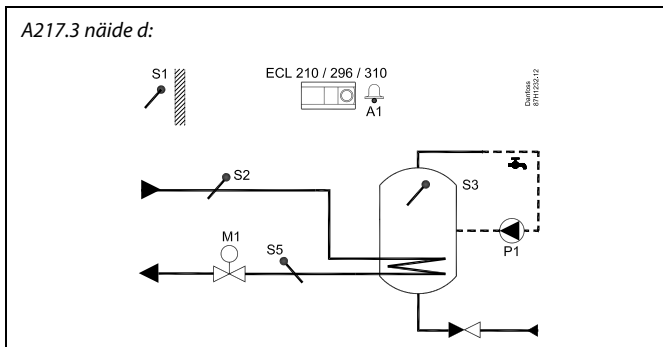 A217.3 näide d:
S1
ECL 210 / 296 / 310
A1
Danfoss
87H1232.12
S2
S3
P1
M1
S5